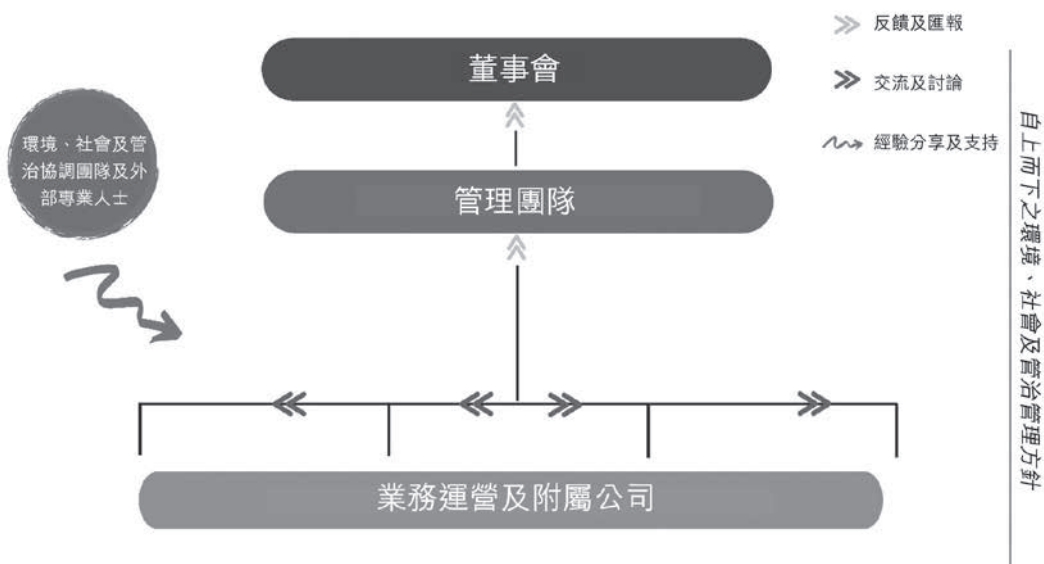 反饋及匯報
董事會
交流及討論
環境、社會及管
治協調團隊及外
部專業人士
經驗分享及支持
管理團隊
自上而下之環境、社會及管治管理方針
業務運營及附屬公司